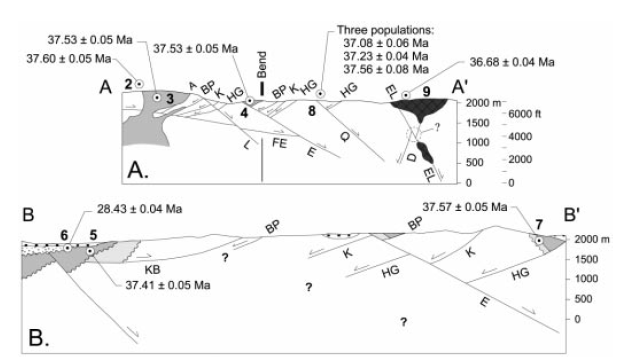 Three populations:
37.08 ± 0.06 Ma
37.23 ± 0.04 Ma
37.56 ± 0.08 Ma
37.53 ± 0.05 Ma
37.60 ± 0.05 Ma
37.53 ± 0.05 Ma
Bend
36.68 ± 0.04 Ma
A 2 3 A BP K HG 4 BP K HG 8 HG EL 9 A'
2000 m
6000 ft
1500
1000
4000
500
2000
0
0
L FE E Q D EL ?
A.
B B'
28.43 ± 0.04 Ma
37.57 ± 0.05 Ma
6 5 BP BP 7
2000 m
1500
1000
500
0
KB ? K HG K HG
37.41 ± 0.05 Ma
? E
?
B.